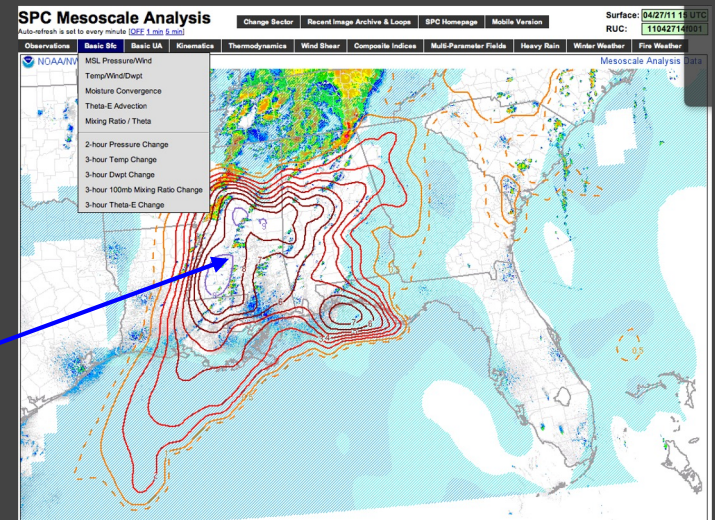 SPC Mesoscale Analysis
Auto-refresh is set to every minute [OFF 1 min 5 min]
Change Sector
Recent Image Archive & Loops
SPC Homepage
Mobile Version
Surface: 04/27/11 15 UTC
RUC: 11042714f001
Observations
Basic Sfc
Basic UA
Kinematics
Thermodynamics
Wind Shear
Composite Indices
Multi-Parameter Fields
Heavy Rain
Winter Weather
Fire Weather
NOAA/NW
Mesoscale Analysis Data
MSL Pressure/Wind
Temp/Wind/Dwpt
Moisture Convergence
Theta-E Advection
Mixing Ratio / Theta
2-hour Pressure Change
3-hour Temp Change
3-hour Dwpt Change
3-hour 100mb Mixing Ratio Change
3-hour Theta-E Change
0.5